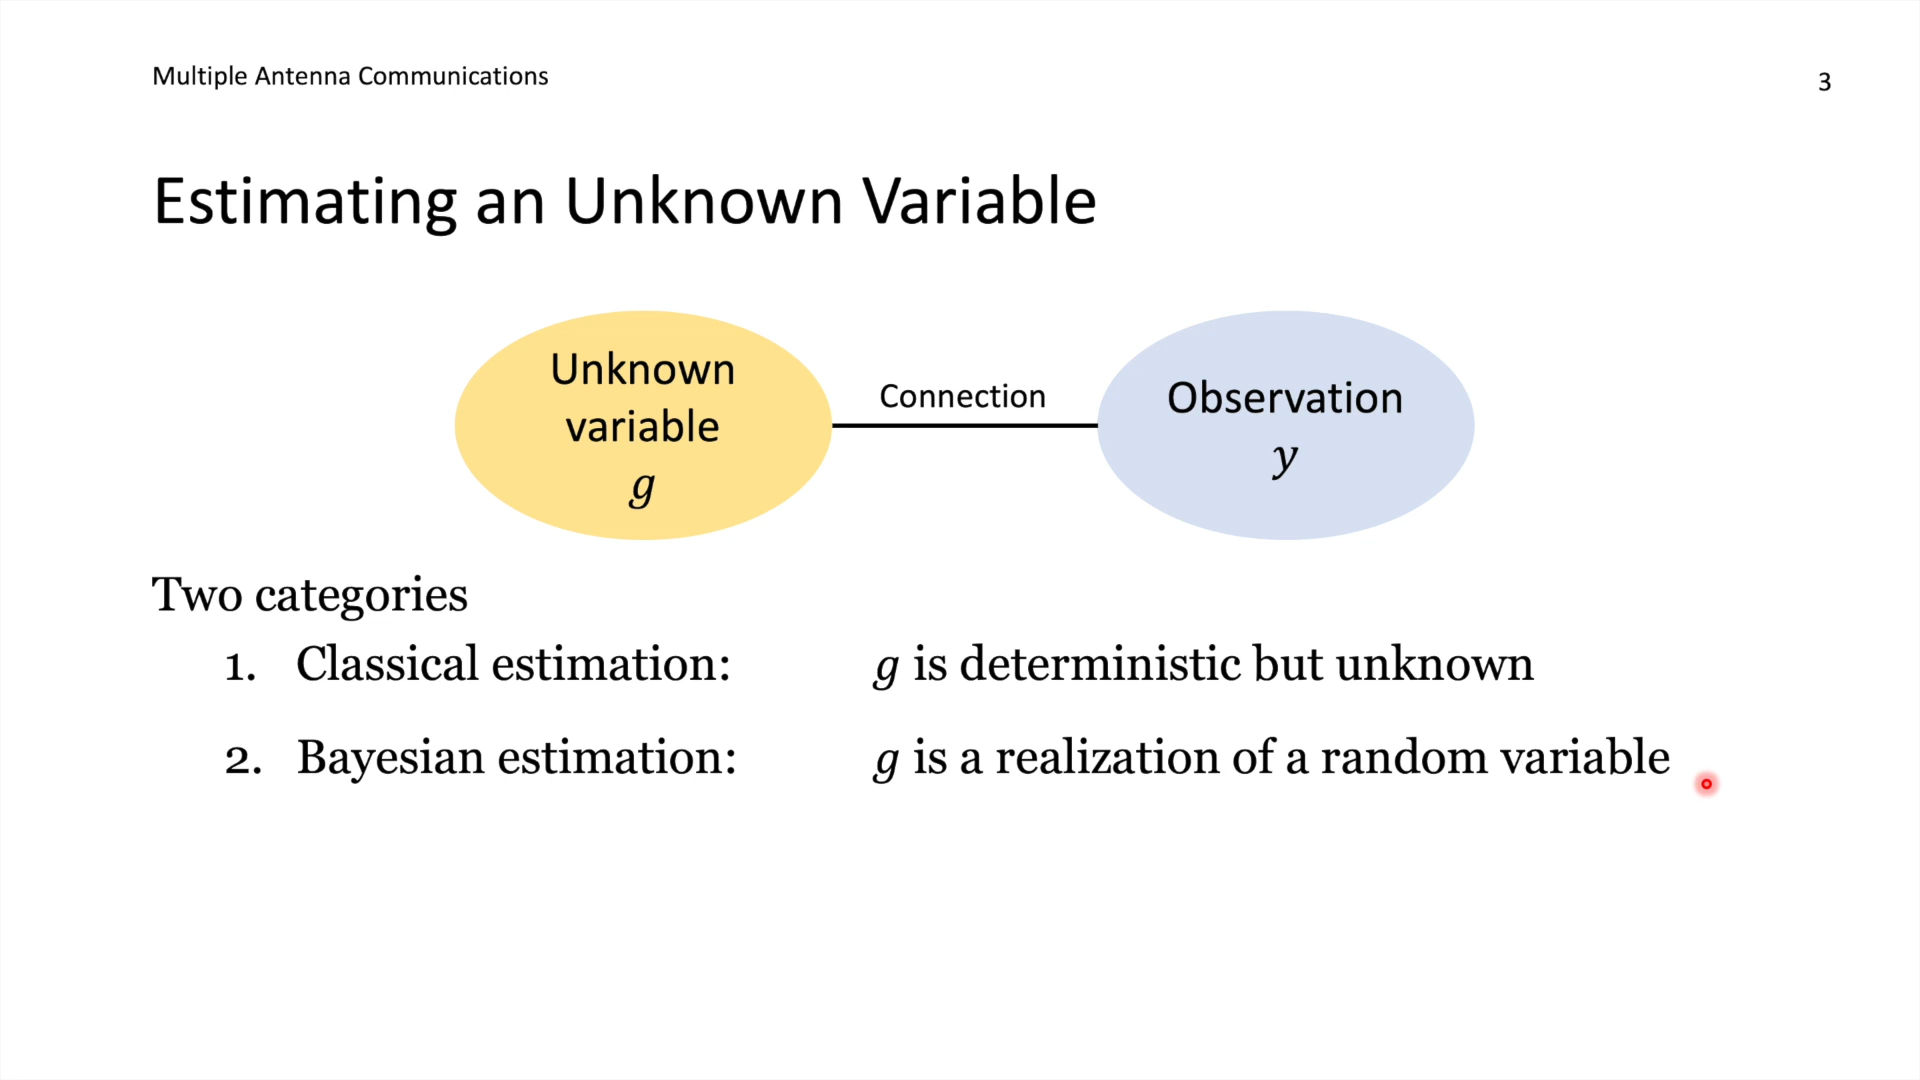 Multiple Antenna Communications
3
Estimating an Unknown Variable
Unknown
variable
g
Connection
Observation
y
Two categories
1. Classical estimation: g is deterministic but unknown
2. Bayesian estimation: g is a realization of a random variable